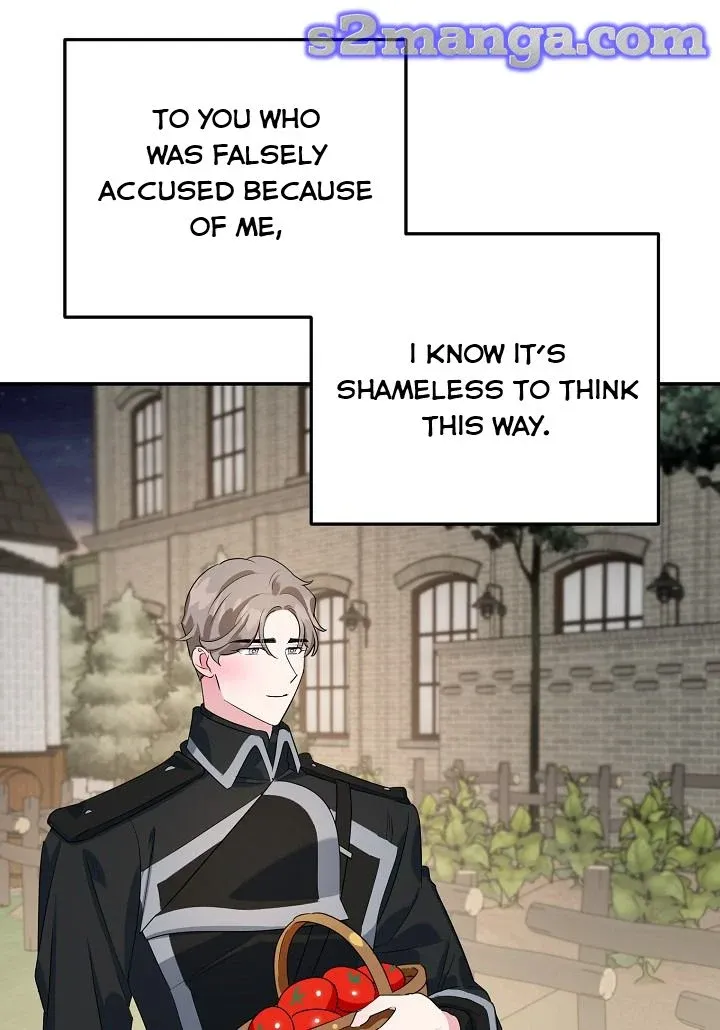 s2manga.com
TO YOU WHO
WAS FALSELY
ACCUSED BECAUSE
OF ME,
I KNOW IT'S
SHAMELESS TO THINK
THIS WAY.